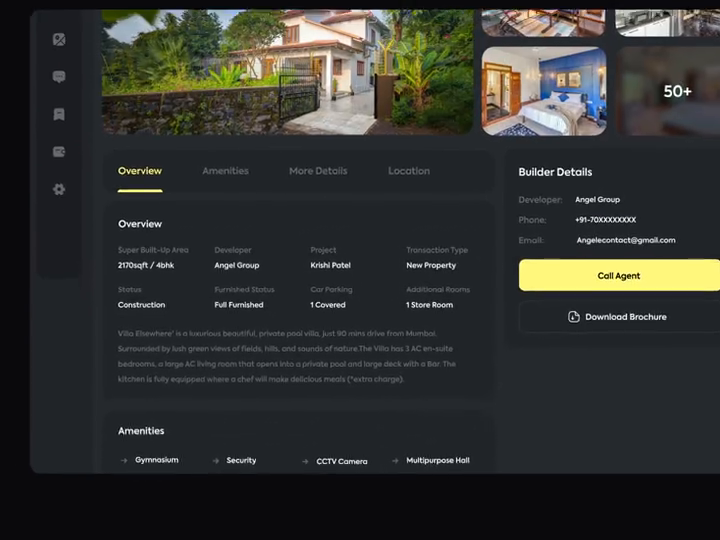 50+
Overview
Amenities
More Details
Location
Builder Details
Developer: Angel Group
Phone: +91-70XXXXXXXX
Email: Angelecontact@gmail.com
Call Agent
Download Brochure
Overview
Super Built-Up Area
Developer
Project
Transaction Type
2170sqft / 4bhk
Angel Group
Krishi Patel
New Property
Status
Furnished Status
Car Parking
Additional Rooms
Construction
Full Furnished
1 Covered
1 Store Room
Villa Elsewhere' is a luxurious beautiful, private pool villa, just 90 mins drive from Mumbai.
Surrounded by lush green views of fields, hills, and sounds of nature.The Villa has 3 AC en-suite
bedrooms, a large AC living room that opens into a private pool and large deck with a Bar. The
kitchen is fully equipped where a chef will make delicious meals (*extra charge).
Amenities
Gymnasium
Security
CCTV Camera
Multipurpose Hall